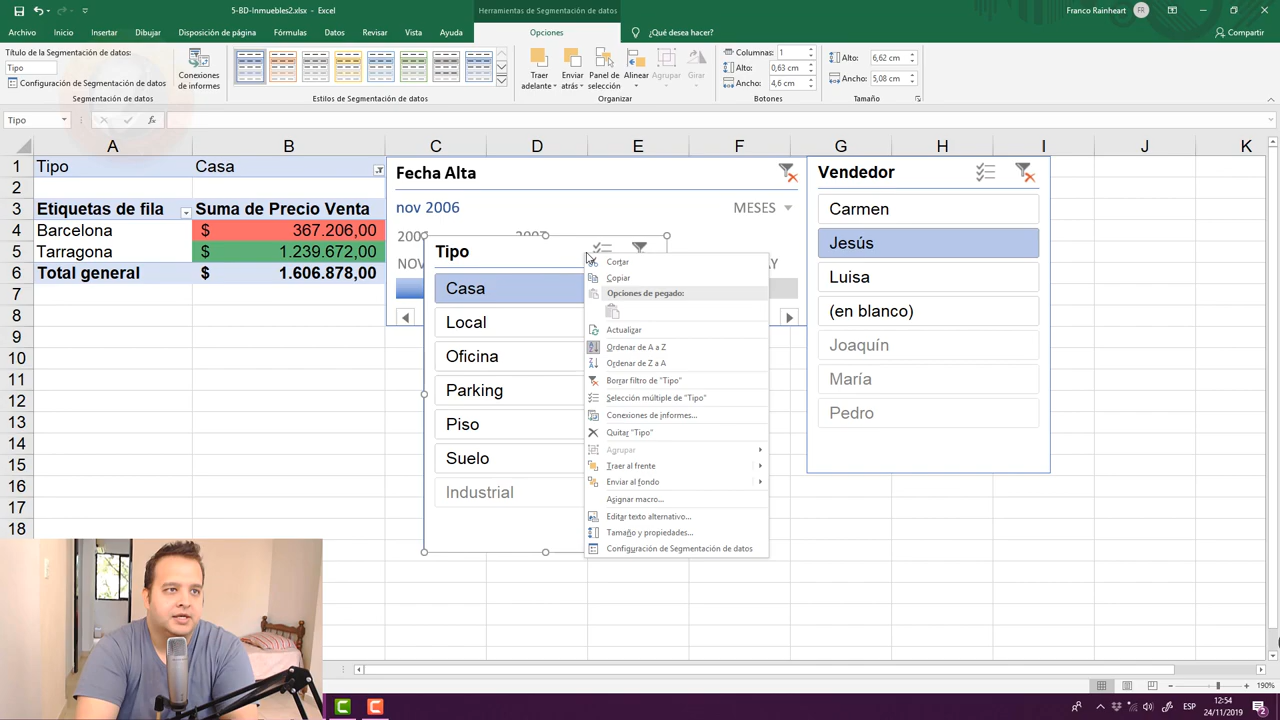 5-BD-Inmuebles2.xlsx - Excel
Herramientas de Segmentación de datos
Franco Rainheart FR
Archivo Inicio Insertar Dibujar Disposición de página Fórmulas Datos Revisar Vista Ayuda Opciones ¿Qué desea hacer? Compartir
Título de la Segmentación de datos:
Tipo
Configuración de Segmentación de datos
Segmentación de datos
Conexiones de informes
Estilos de Segmentación de datos
Traer adelante
Enviar atrás
Panel de selección
Alinear
Agrupar
Girar
Organizar
Columnas: 1
Alto: 0,63 cm
Ancho: 4,6 cm
Botones
Alto: 6,62 cm
Ancho: 5,08 cm
Tamaño
Tipo fx
A B C D E F G H I J K
1 Tipo Casa
2
3 Etiquetas de fila Suma de Precio Venta
4 Barcelona $ 367.206,00
5 Tarragona $ 1.239.672,00
6 Total general $ 1.606.878,00
7
8
9
10
11
12
13
14
15
16
17
18
Fecha Alta
nov 2006
MESES
NOV
Tipo
Casa
Local
Oficina
Parking
Piso
Suelo
Industrial
Cortar
Copiar
Opciones de pegado:
Actualizar
Ordenar de A a Z
Ordenar de Z a A
Borrar filtro de "Tipo"
Selección múltiple de "Tipo"
Conexiones de informes...
Quitar "Tipo"
Agrupar
Traer al frente
Enviar al fondo
Asignar macro...
Editar texto alternativo...
Tamaño y propiedades...
Configuración de Segmentación de datos
Vendedor
Carmen
Jesús
Luisa
(en blanco)
Joaquín
María
Pedro
190%
ESP
12:54
24/11/2019
2